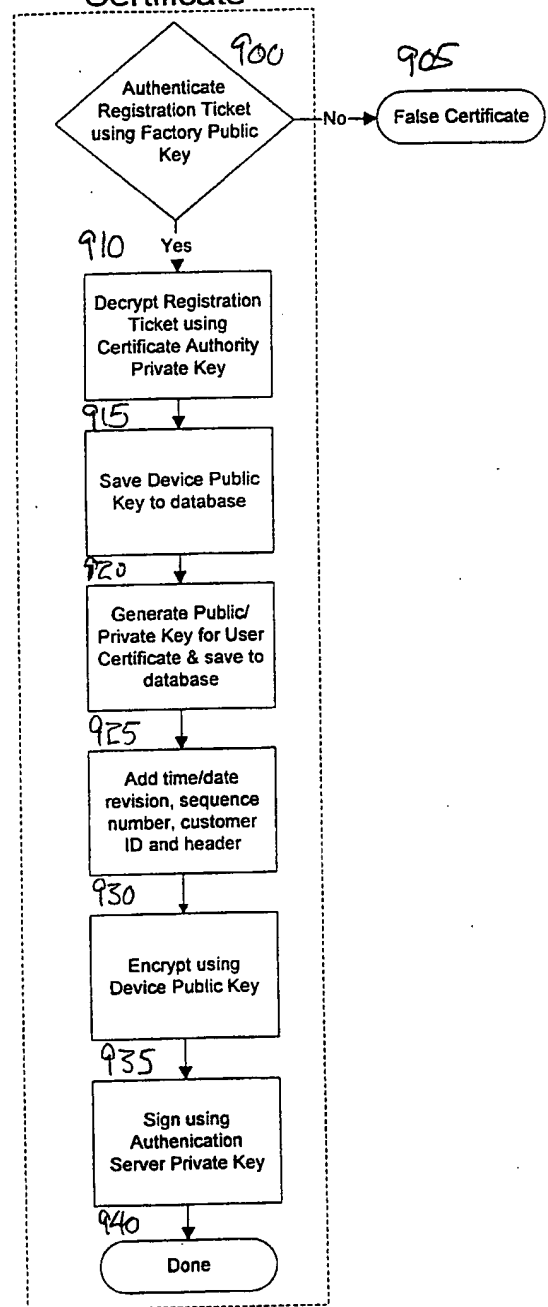 Certificate
900
905
Authenticate
Registration Ticket
using Factory Public
Key
No
False Certificate
910
Yes
Decrypt Registration
Ticket using
Certificate Authority
Private Key
915
Save Device Public
Key to database
920
Generate Public/
Private Key for User
Certificate & save to
database
925
Add time/date
revision, sequence
number, customer
ID and header
930
Encrypt using
Device Public Key
935
Sign using
Authenication
Server Private Key
940
Done